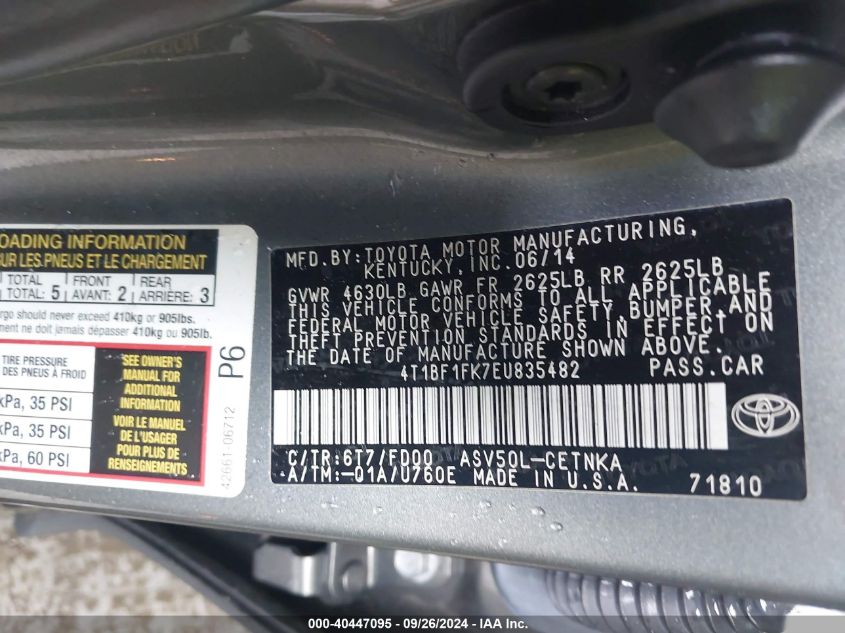 OADING INFORMATION
UR LES PNEUS ET LE CHARGEMENT
TOTAL FRONT REAR
TOTAL: 5 AVANT: 2 ARRIÈRE: 3
rgo should never exceed 410kg or 905lbs.
ment ne doit jamais dépasser 410kg ou 905lb.
TIRE PRESSURE
DES PNEUS À FROID
kPa, 35 PSI
kPa, 35 PSI
kPa, 60 PSI
SEE OWNER'S
MANUAL FOR
ADDITIONAL
INFORMATION
VOIR LE MANUEL
DE L'USAGER
POUR PLUS DE
RENSEIGNEMENTS
P6
42661-06712
MFD.BY:TOYOTA MOTOR MANUFACTURING,
KENTUCKY,INC.06/14
GVWR 4630LB GAWR FR 2625LB RR 2625LB
THIS VEHICLE CONFORMS TO ALL APPLICABLE
FEDERAL MOTOR VEHICLE SAFETY,BUMPER,AND
THEFT PREVENTION STANDARDS IN EFFECT ON
THE DATE OF MANUFACTURE SHOWN ABOVE.
4T1BF1FK7EU835482 PASS.CAR
C/TR:6T7/FD00 ASV50L-CETNKA
A/TM:-01A/U760E MADE IN U.S.A. 71810
000-40447095 - 09/26/2024 - IAA Inc.